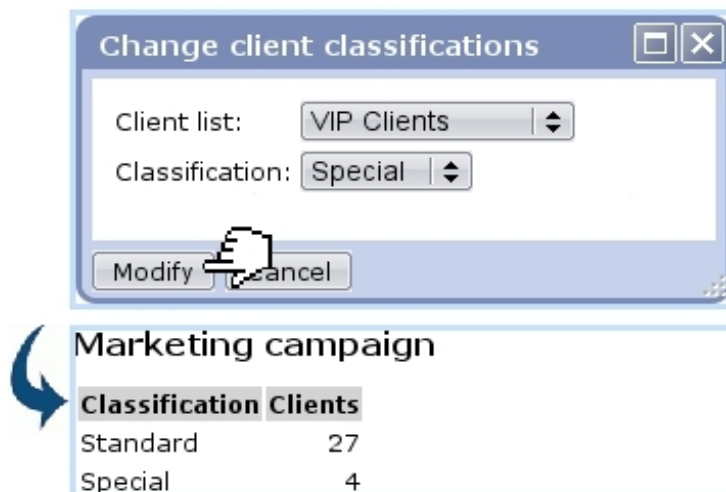 Change client classifications
Client list: VIP Clients
Classification: Special
Modify Cancel
Marketing campaign
Classification Clients
Standard 27
Special 4